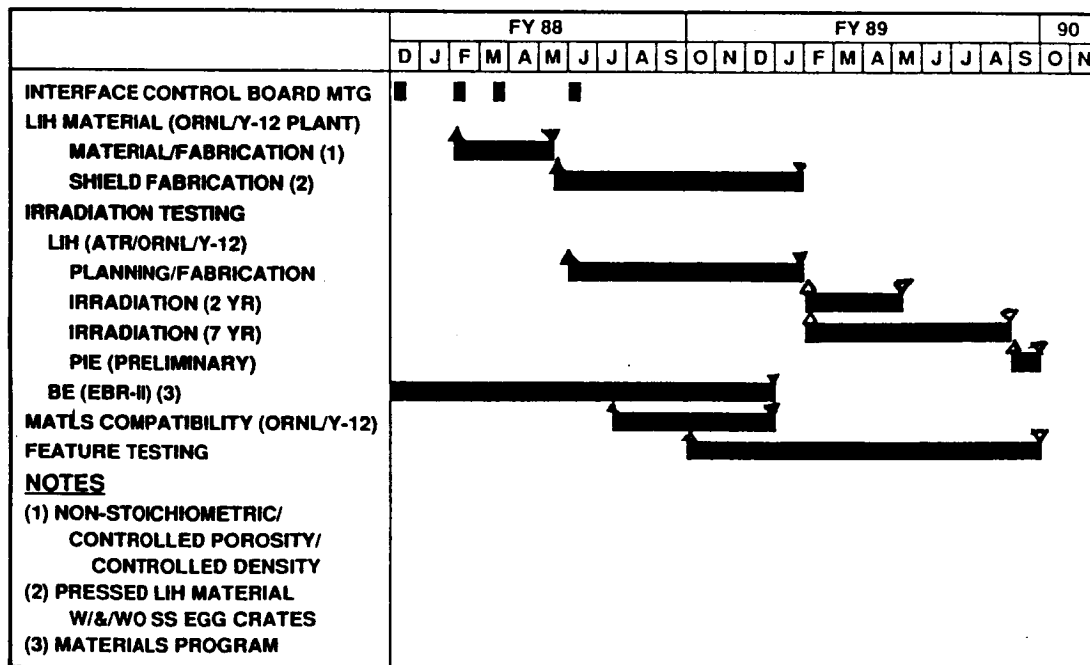 FY 88 FY 89 90
D J F M A M J J A S O N D J F M A M J J A S O N
INTERFACE CONTROL BOARD MTG
LIH MATERIAL (ORNL/Y-12 PLANT)
MATERIAL/FABRICATION (1)
SHIELD FABRICATION (2)
IRRADIATION TESTING
LIH (ATR/ORNL/Y-12)
PLANNING/FABRICATION
IRRADIATION (2 YR)
IRRADIATION (7 YR)
PIE (PRELIMINARY)
BE (EBR-II) (3)
MATLS COMPATIBILITY (ORNL/Y-12)
FEATURE TESTING
NOTES
(1) NON-STOICHIOMETRIC/
CONTROLLED POROSITY/
CONTROLLED DENSITY
(2) PRESSED LIH MATERIAL
W/&/WO SS EGG CRATES
(3) MATERIALS PROGRAM